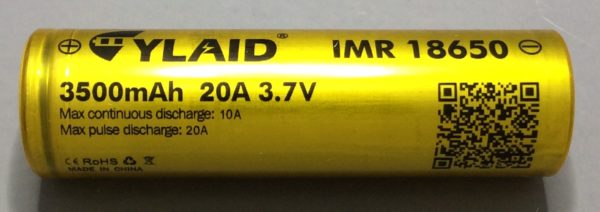 ⊕ CYLAID® IMR 18650 ⊖
3500mAh 20A 3.7V
Max continuous discharge: 10A
Max pulse discharge: 20A
CE RoHS
MADE IN CHINA